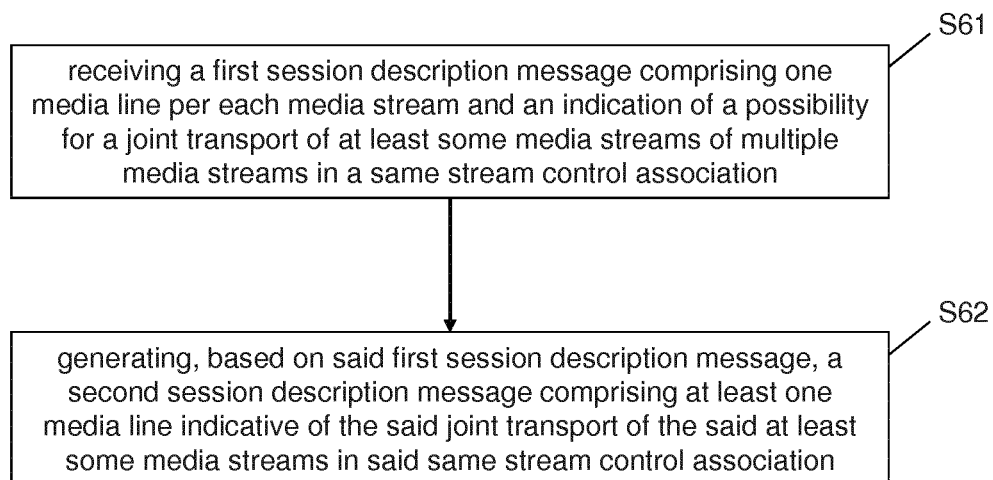 S61
receiving a first session description message comprising one
media line per each media stream and an indication of a possibility
for a joint transport of at least some media streams of multiple
media streams in a same stream control association
S62
generating, based on said first session description message, a
second session description message comprising at least one
media line indicative of the said joint transport of the said at least
some media streams in said same stream control association